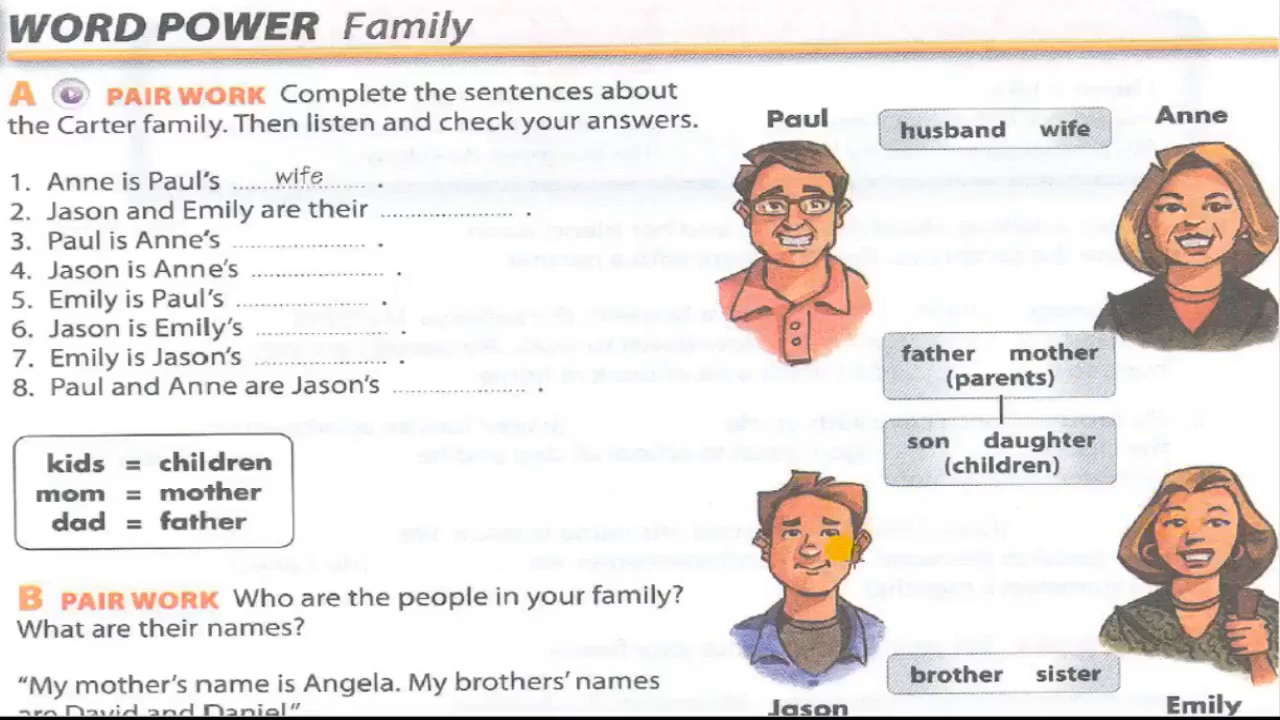 WORD POWER Family
A PAIR WORK Complete the sentences about
the Carter family. Then listen and check your answers.
1. Anne is Paul's wife .
2. Jason and Emily are their .
3. Paul is Anne's .
4. Jason is Anne's .
5. Emily is Paul's .
6. Jason is Emily's .
7. Emily is Jason's .
8. Paul and Anne are Jason's .
kids = children
mom = mother
dad = father
B PAIR WORK Who are the people in your family?
What are their names?
"My mother's name is Angela. My brothers' names
are David and Daniel."
Paul
husband wife
Anne
father mother
(parents)
son daughter
(children)
brother sister
Jason
Emily